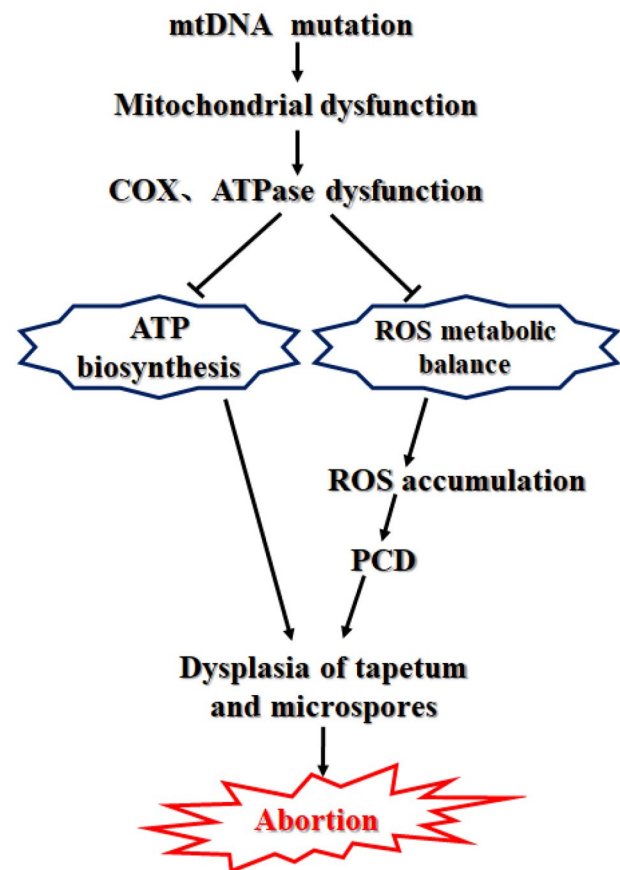 mtDNA mutation
Mitochondrial dysfunction
COX、ATPase dysfunction
ATP
biosynthesis
ROS metabolic
balance
ROS accumulation
PCD
Dysplasia of tapetum
and microspores
Abortion